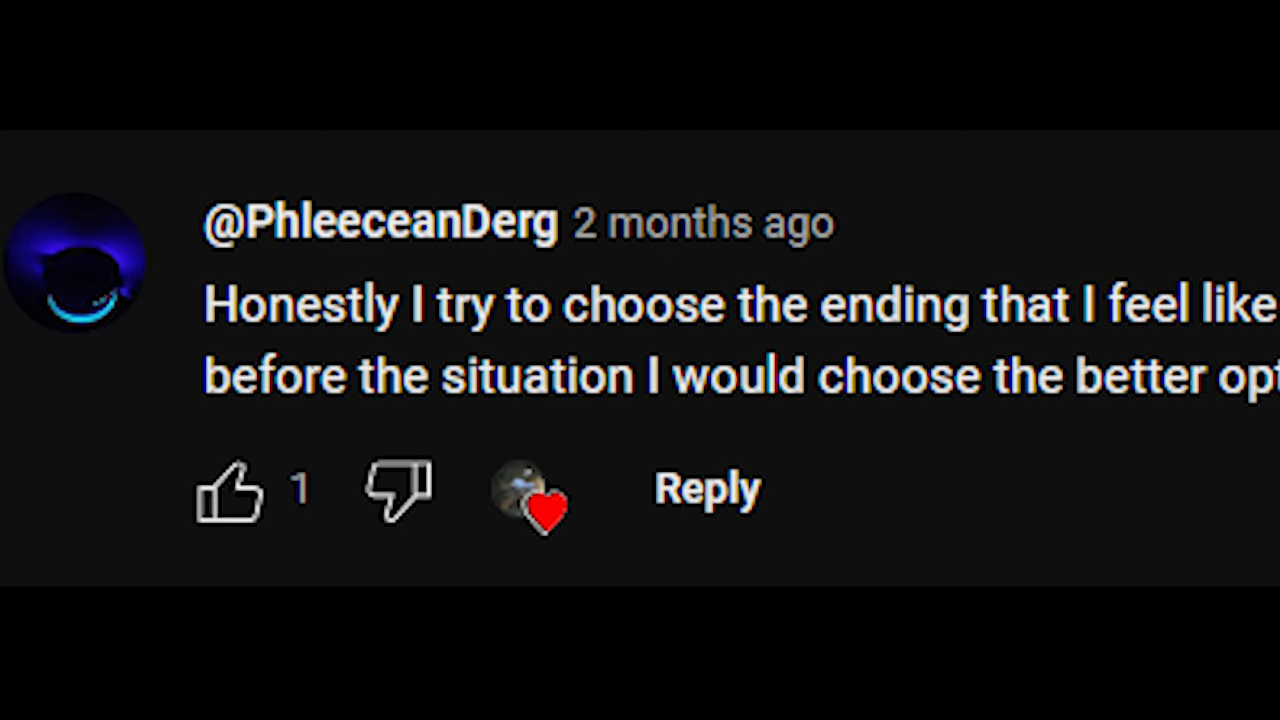 @PhleeceanDerg 2 months ago
Honestly I try to choose the ending that I feel like
before the situation I would choose the better opt
1 Reply